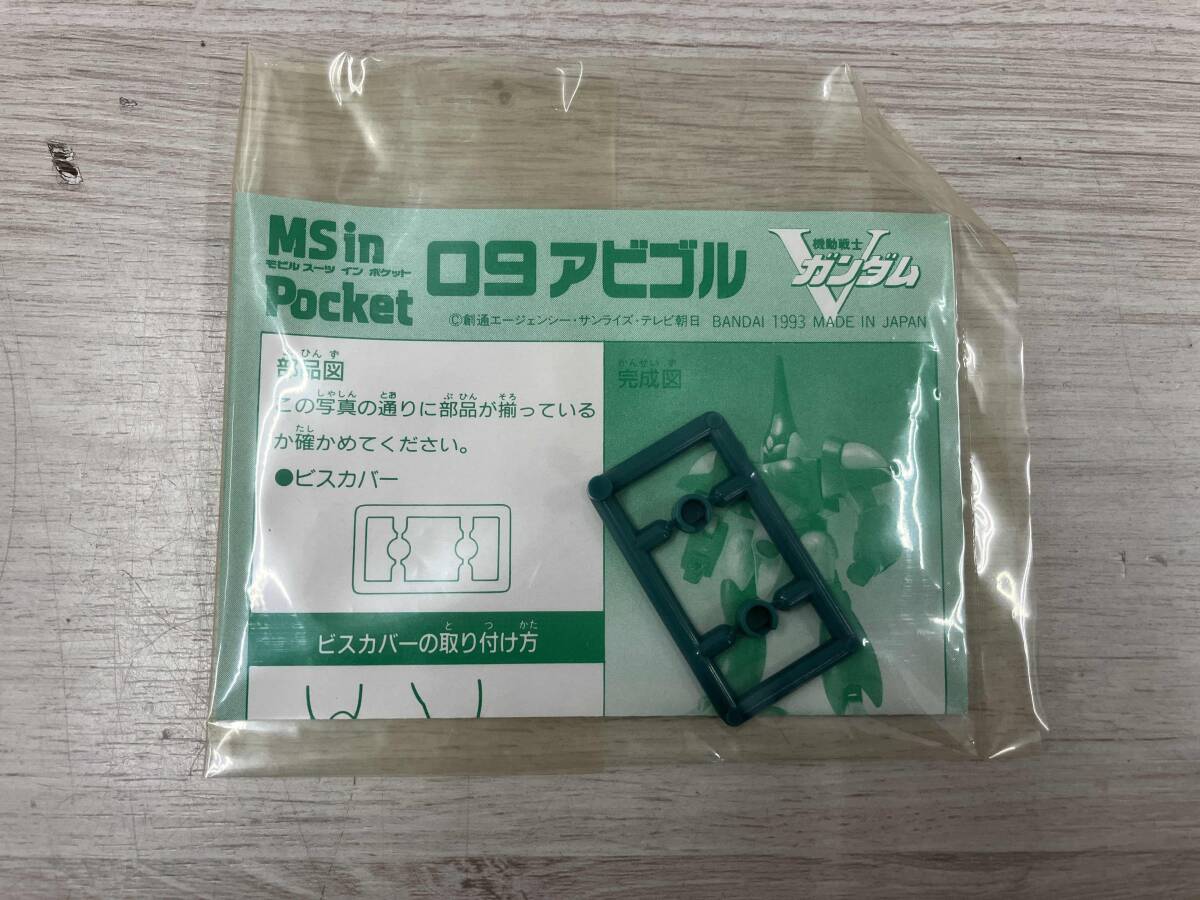 MS in
モビル スーツ イン ポケット
Pocket
09 アビゴル
機動戦士
Vガンダム
©創通エージェンシー・サンライズ・テレビ朝日 BANDAI 1993 MADE IN JAPAN
ぶひんず
部品図
しゃしん とお ぶひん そろ
この写真の通りに部品が揃っている
たし
か確かめてください。
●ビスカバー
と つ かた
ビスカバーの取り付け方
かんせいず
完成図